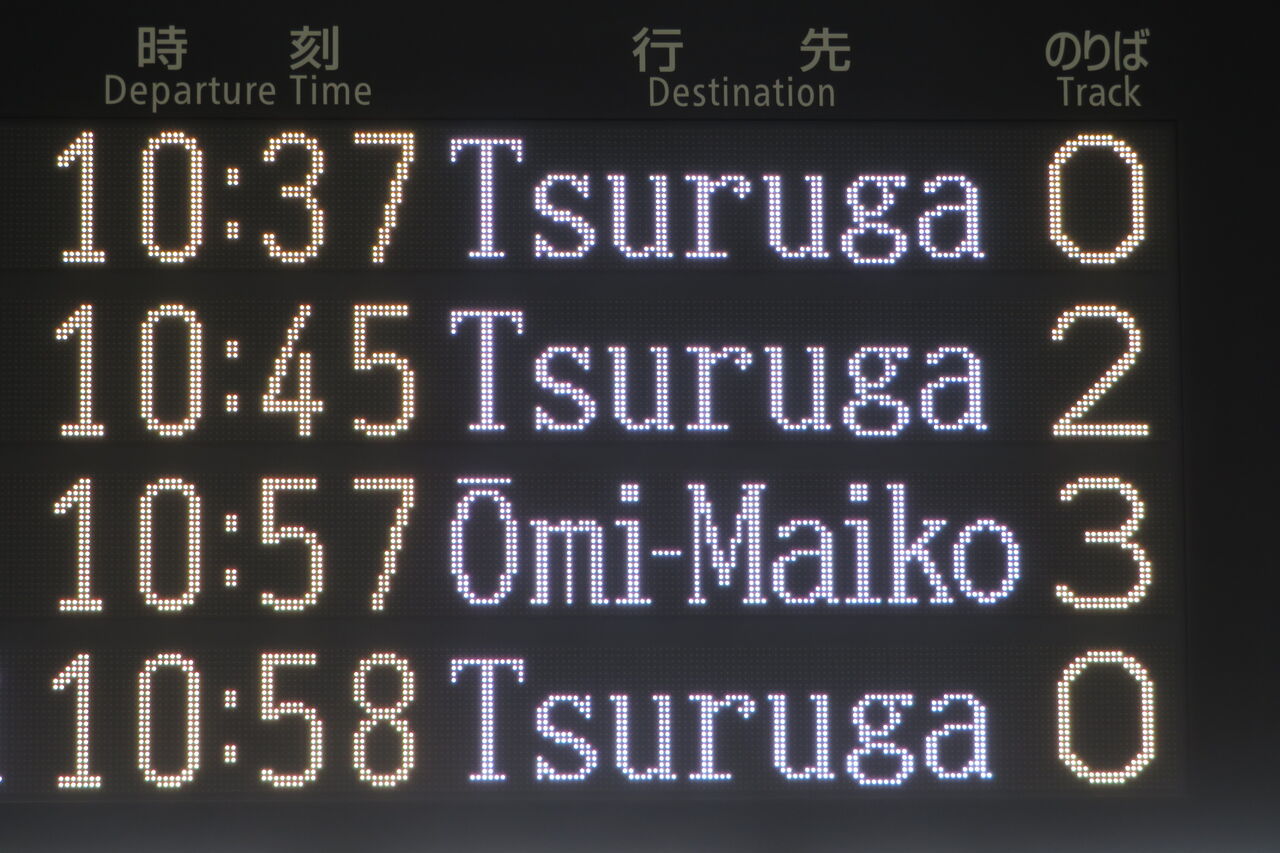 時刻 行先 のりば
Departure Time Destination Track
10:37 Tsuruga 0
10:45 Tsuruga 2
10:57 Ōmi-Maiko 3
10:58 Tsuruga 0